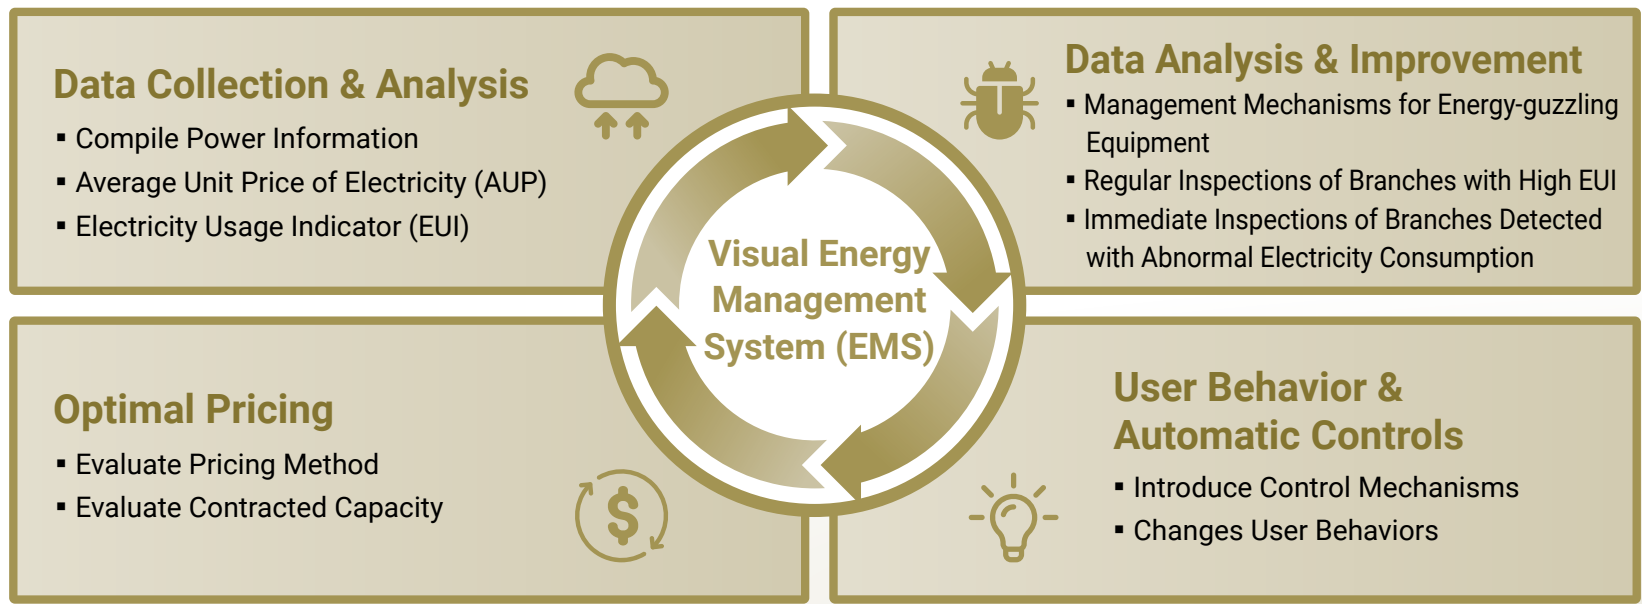 Data Collection & Analysis
▪ Compile Power Information
▪ Average Unit Price of Electricity (AUP)
▪ Electricity Usage Indicator (EUI)
Data Analysis & Improvement
▪ Management Mechanisms for Energy-guzzling
Equipment
▪ Regular Inspections of Branches with High EUI
▪ Immediate Inspections of Branches Detected
with Abnormal Electricity Consumption
Visual Energy
Management
System (EMS)
Optimal Pricing
▪ Evaluate Pricing Method
▪ Evaluate Contracted Capacity
$
User Behavior &
Automatic Controls
▪ Introduce Control Mechanisms
▪ Changes User Behaviors